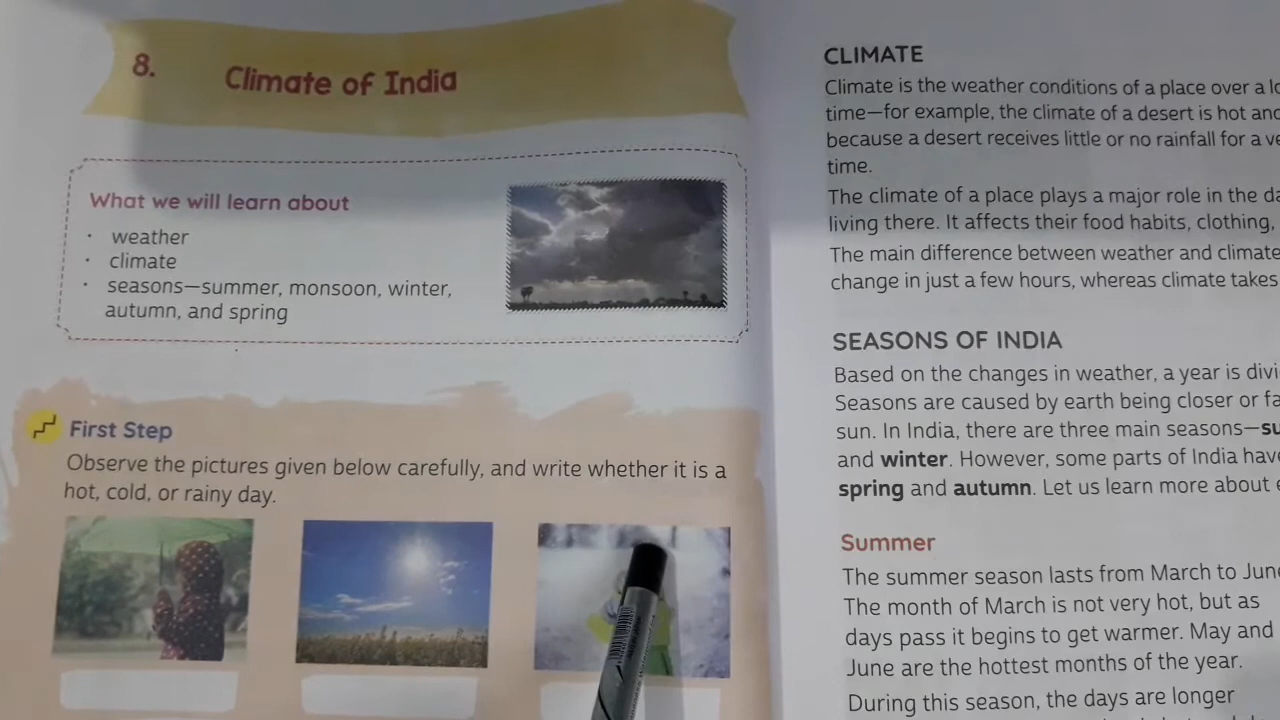 8. Climate of India
What we will learn about
• weather
• climate
• seasons—summer, monsoon, winter,
autumn, and spring
First Step
Observe the pictures given below carefully, and write whether it is a
hot, cold, or rainy day.
CLIMATE
Climate is the weather conditions of a place over a
time—for example, the climate of a desert is hot
because a desert receives little or no rainfall for a
time.
The climate of a place plays a major role in the
living there. It affects their food habits, clothing,
The main difference between weather and climate
change in just a few hours, whereas climate takes
SEASONS OF INDIA
Based on the changes in weather, a year is
Seasons are caused by earth being closer or
sun. In India, there are three main seasons—
and winter. However, some parts of India
spring and autumn. Let us learn more about
Summer
The summer season lasts from March to
The month of March is not very hot, but as
days pass it begins to get warmer. May and
June are the hottest months of the year.
During this season, the days are longer